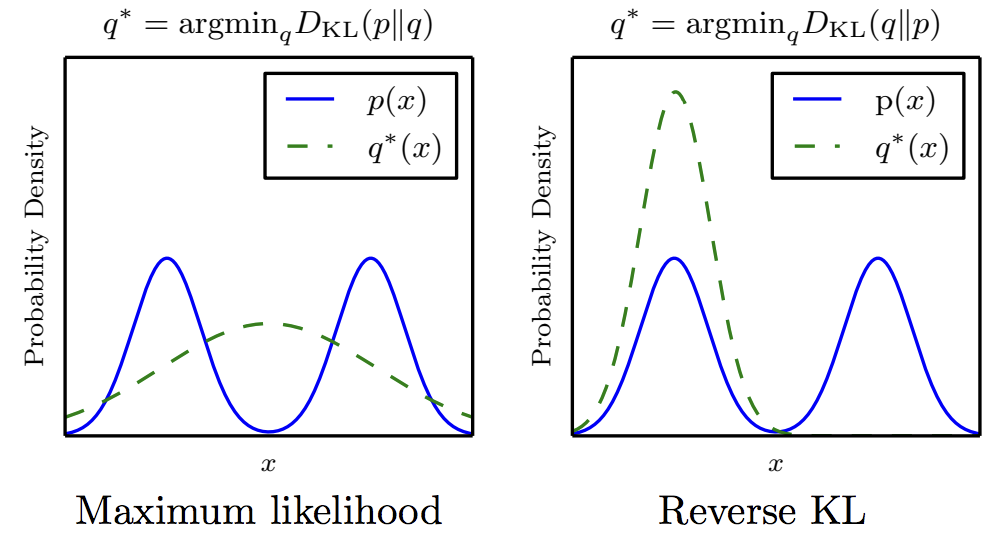 q* = argmin_q D_KL(p‖q)
Probability Density
p(x)
q*(x)
x
Maximum likelihood
q* = argmin_q D_KL(q‖p)
Probability Density
p(x)
q*(x)
x
Reverse KL